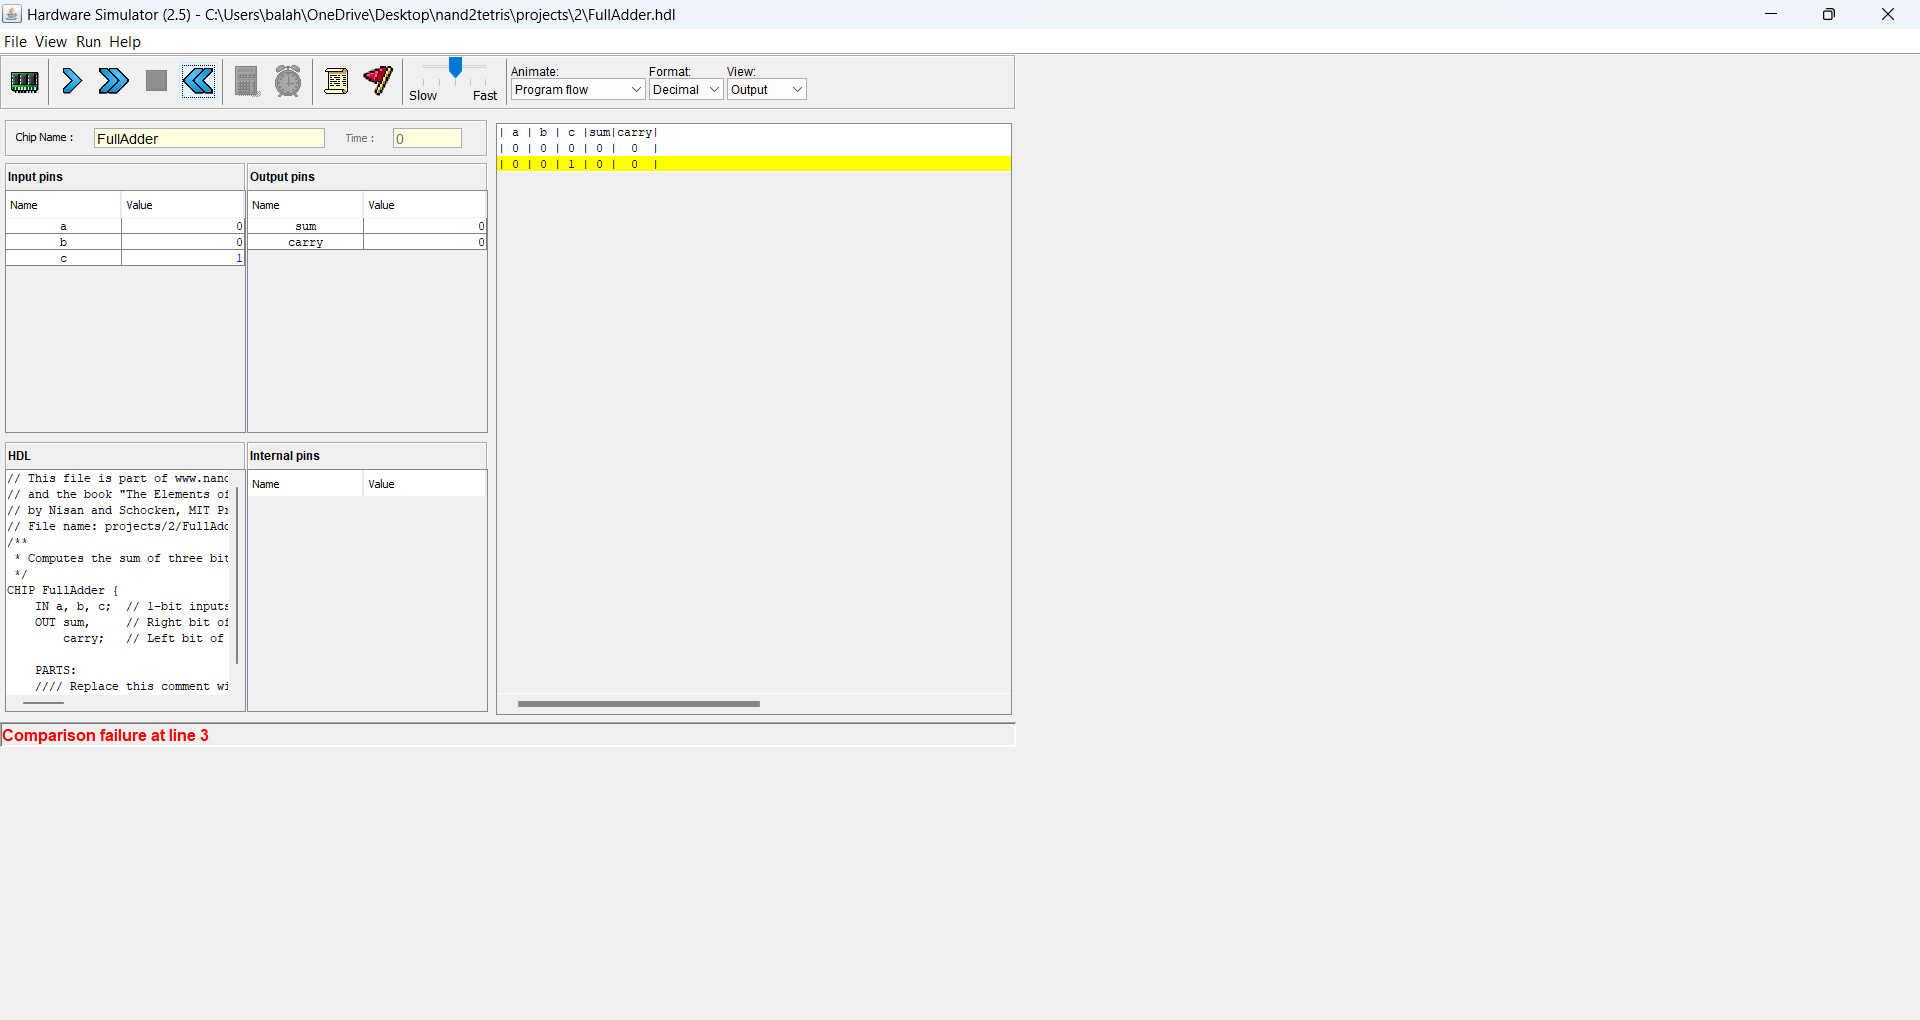 Hardware Simulator (2.5) - C:\Users\balah\OneDrive\Desktop\nand2tetris\projects\2\FullAdder.hdl
File View Run Help
Slow Fast
Animate: Format: View:
Program flow Decimal Output
Chip Name : FullAdder Time : 0
Input pins
Name Value
a 0
b 0
c 1
Output pins
Name Value
sum 0
carry 0
| a | b | c |sum|carry|
| 0 | 0 | 0 | 0 | 0 |
| 0 | 0 | 1 | 0 | 0 |
HDL
// This file is part of www.nand
// and the book "The Elements of
// by Nisan and Schocken, MIT Pr
// File name: projects/2/FullAdd
/**
* Computes the sum of three bit
*/
CHIP FullAdder {
IN a, b, c; // 1-bit inputs
OUT sum, // Right bit of
carry; // Left bit of
PARTS:
//// Replace this comment wi
Internal pins
Name Value
Comparison failure at line 3